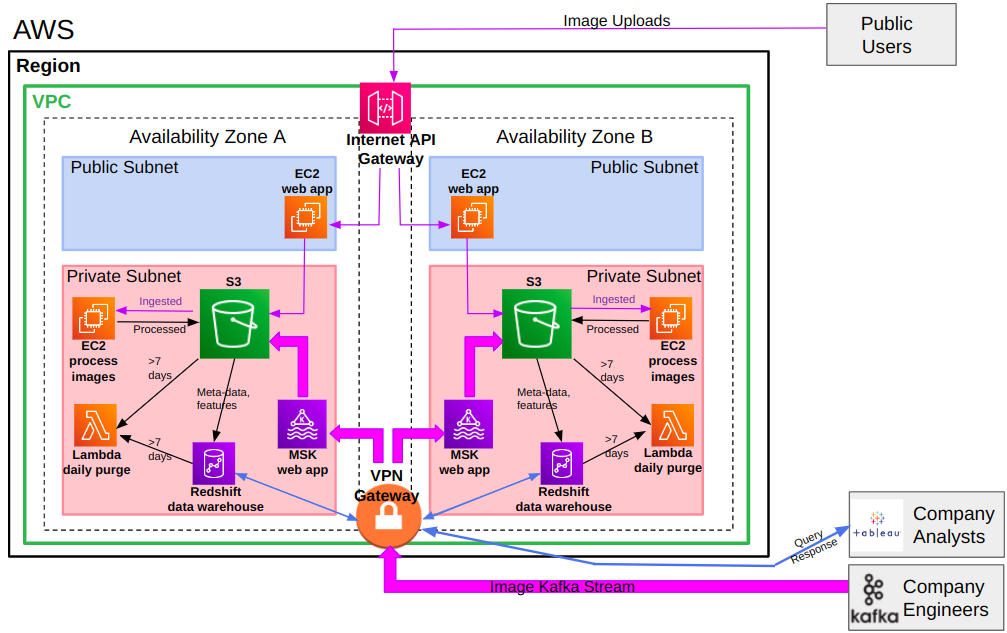 AWS
Image Uploads
Public
Users
Region
VPC
Internet API
Gateway
Availability Zone A
Public Subnet
EC2
web app
Private Subnet
S3
Ingested
Processed
EC2
process
images
>7
days
Meta-data,
features
Lambda
daily purge
>7
days
Redshift
data warehouse
MSK
web app
Availability Zone B
Public Subnet
EC2
web app
Private Subnet
S3
Ingested
Processed
EC2
process
images
>7
days
Meta-data,
features
MSK
web app
Lambda
daily purge
>7
days
Redshift
data warehouse
VPN
Gateway
Query
Response
+ableau
Company
Analysts
Image Kafka Stream
kafka
Company
Engineers